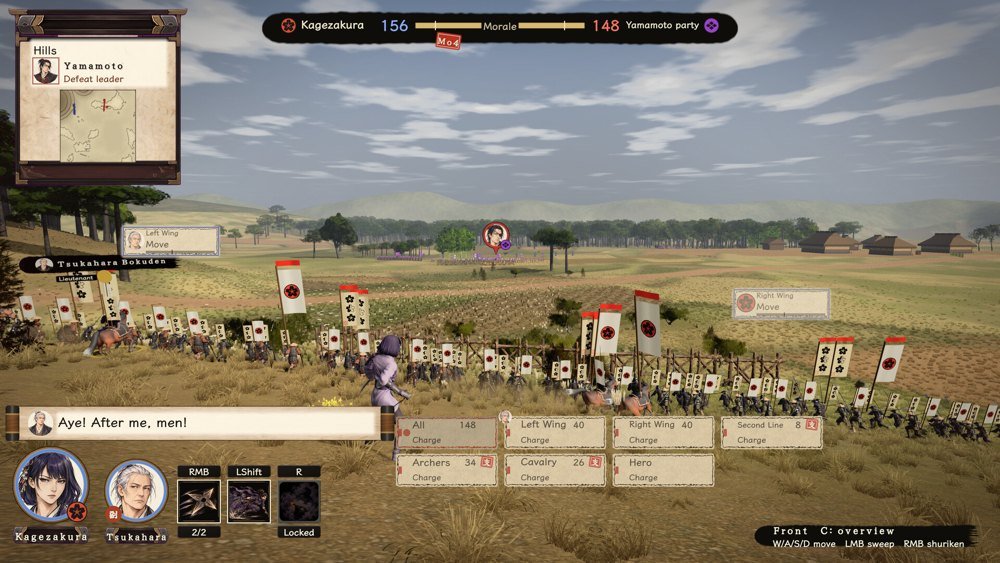 Kagezakura 156 Morale 148 Yamamoto party
Mo4
Hills
Yamamoto
Defeat leader
Left Wing
Move
Tsukahara Bokuden
Lieutenant
Right Wing
Move
Aye! After me, men!
All 148
Charge
Left Wing 40
Charge
Right Wing 40
Charge
Second Line 8
Charge
Archers 34
Charge
Cavalry 26
Charge
Hero
Charge
RMB
LShift
R
2/2
Locked
Kagezakura
Tsukahara
副
Front C: overview
W/A/S/D move LMB sweep RMB shuriken